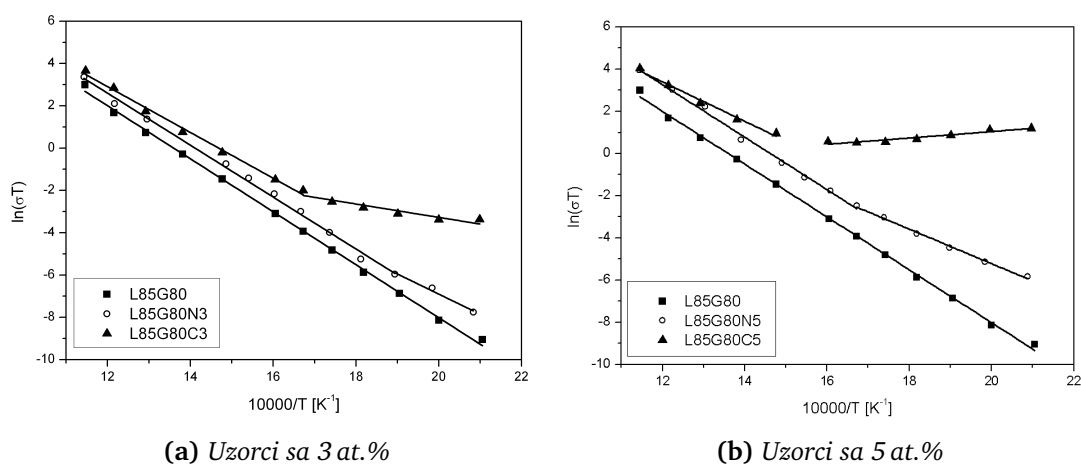 6
4
2
0
-2
-4
-6
-8
-10
ln(σT)
L85G80
L85G80N3
L85G80C3
12 14 16 18 20 22
10000/T [K⁻¹]
(a) Uzorci sa 3 at.%
6
4
2
0
-2
-4
-6
-8
-10
ln(σT)
L85G80
L85G80N5
L85G80C5
12 14 16 18 20 22
10000/T [K⁻¹]
(b) Uzorci sa 5 at.%